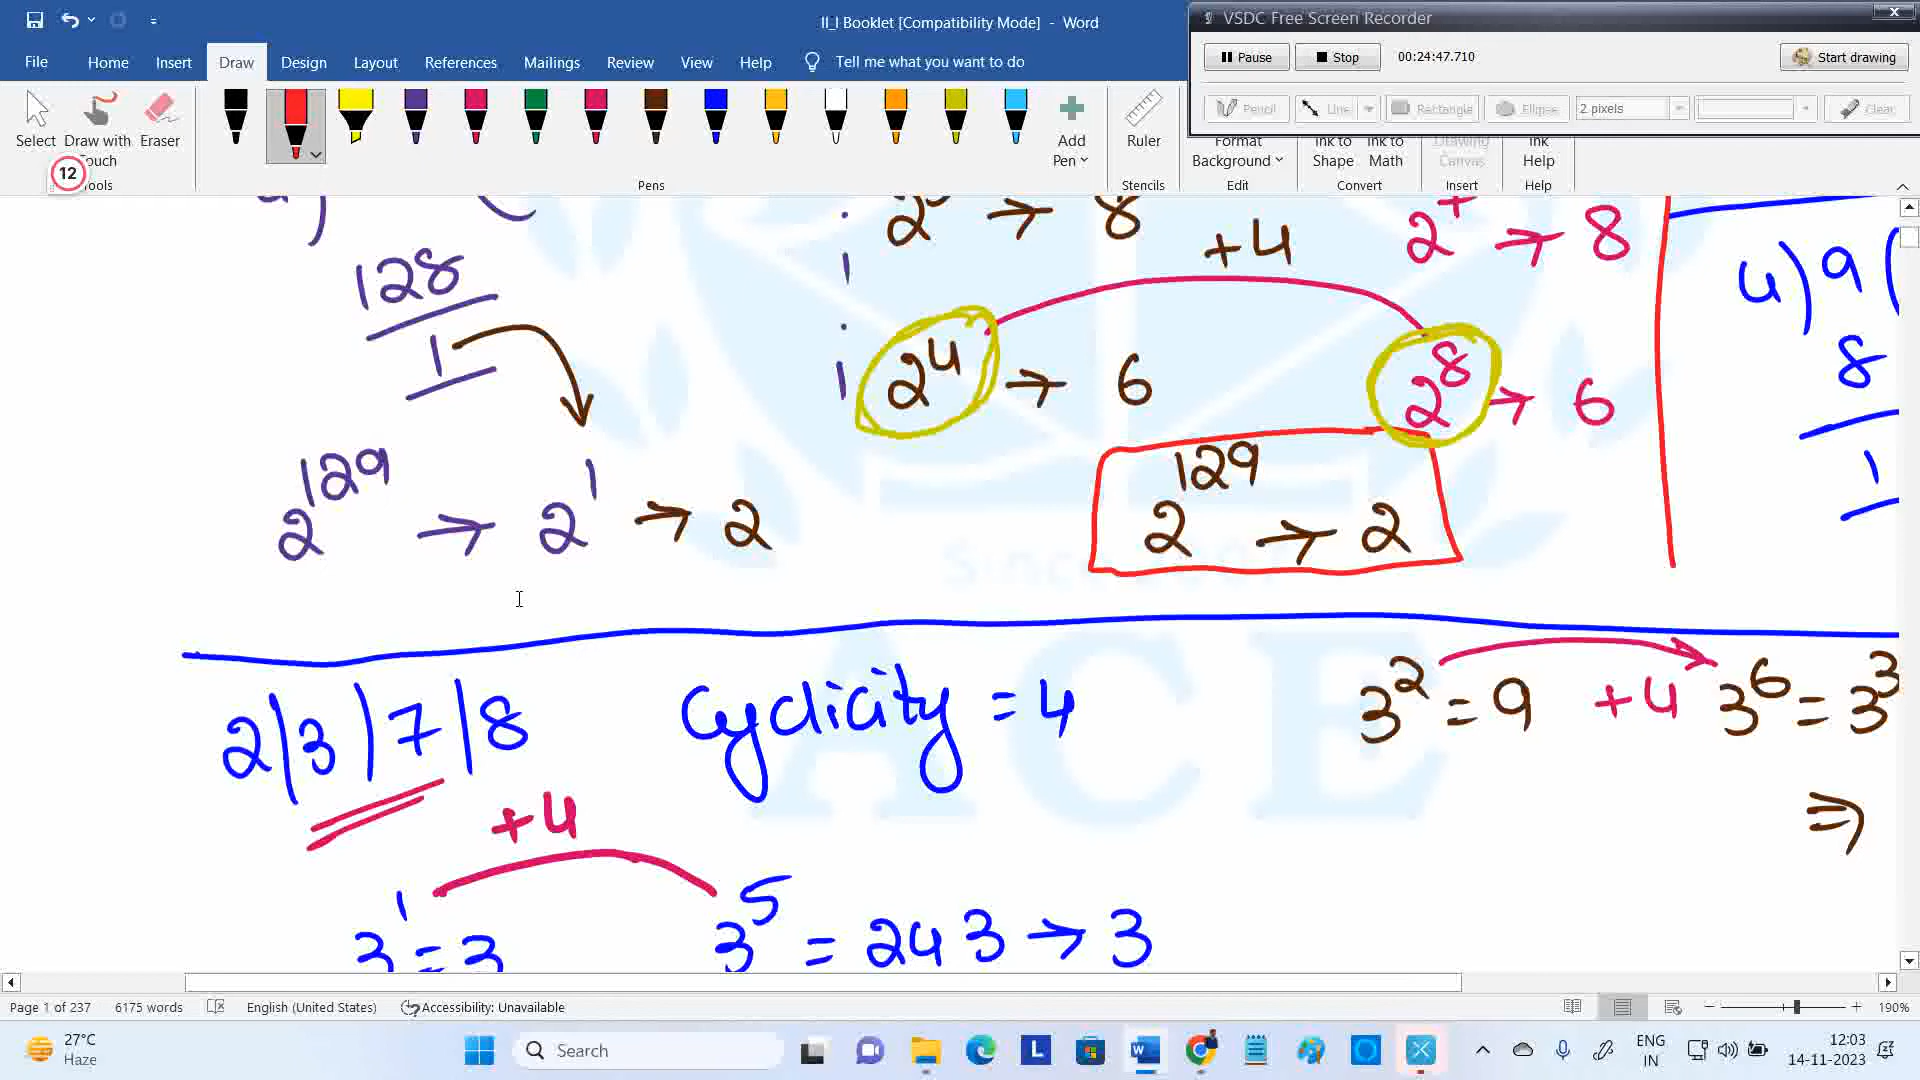 II_I Booklet [Compatibility Mode] - Word
VSDC Free Screen Recorder
Pause
Stop
00:24:47.710
Start drawing
Pencil
Line
Rectangle
Ellipse
2 pixels
Clear
File
Home
Insert
Draw
Design
Layout
References
Mailings
Review
View
Help
Tell me what you want to do
Select
Draw with
Touch
Eraser
12
Add
Pen
Ruler
Format
Background
Ink to
Shape
Ink to
Math
Drawing
Canvas
Ink
Help
Tools
Pens
Stencils
Edit
Convert
Insert
Help
→ 8
+4
→ 8
128
1
2^4 → 6
2^8 → 6
4) 9 (
8
1
2^129 → 2^1 → 2
2^129 → 2
ACE
2|3|7|8
Cyclicity = 4
3^2 = 9 +4 3^6 = 3^3
⇒
+4
3^1 = 3
3^5 = 243 → 3
Page 1 of 237
6175 words
English (United States)
Accessibility: Unavailable
190%
27°C
Haze
Search
ENG
IN
12:03
14-11-2023